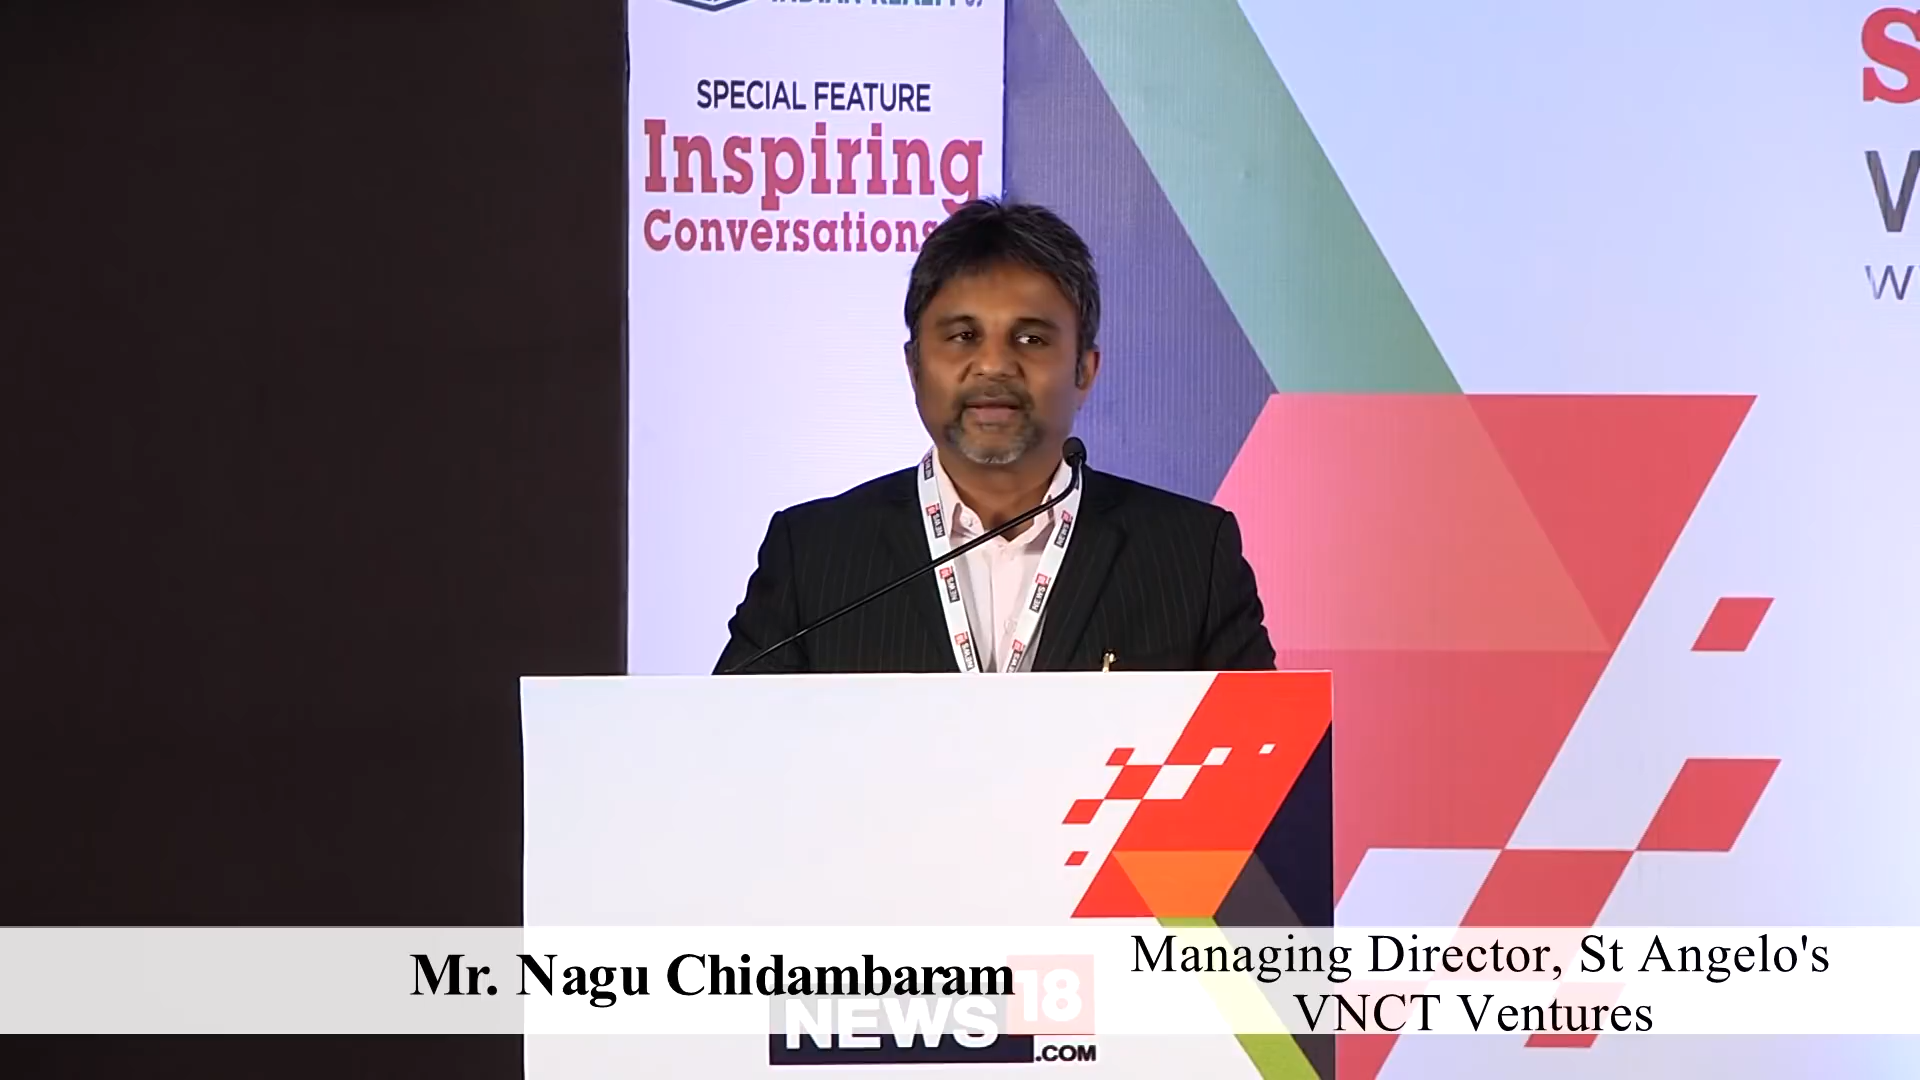 SPECIAL FEATURE
Inspiring
Conversations
Mr. Nagu Chidambaram
Managing Director, St Angelo's
VNCT Ventures
NEWS18
.COM